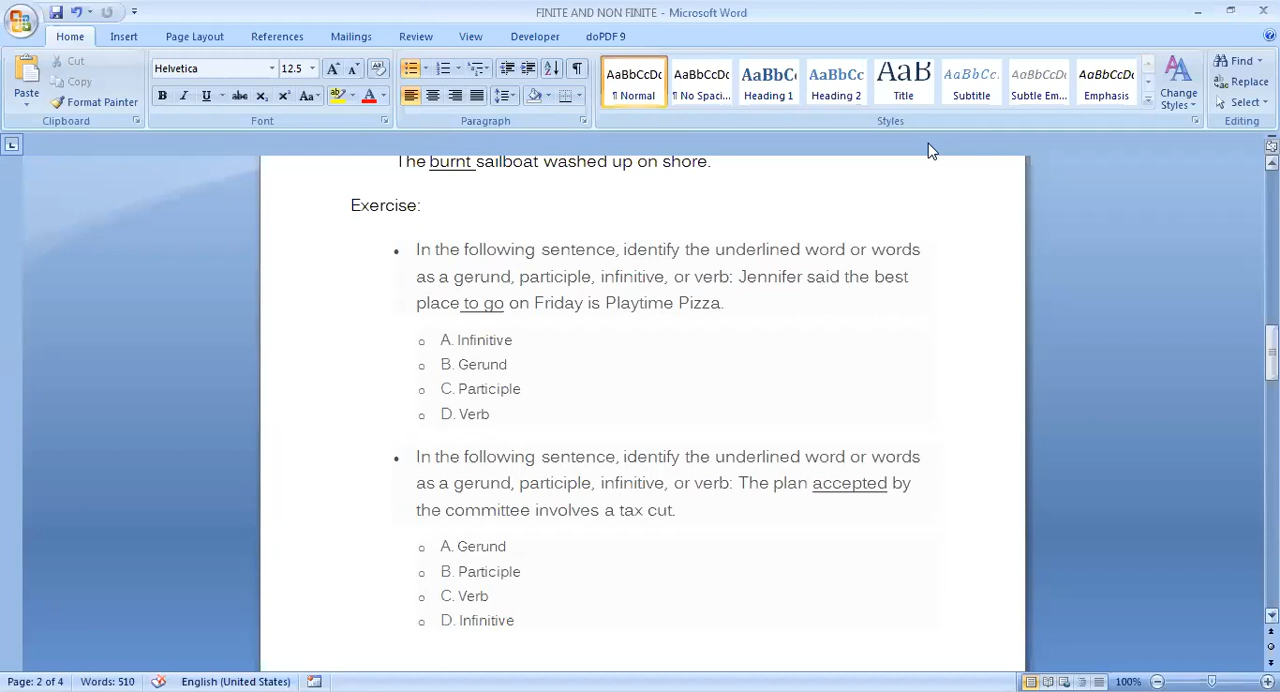 FINITE AND NON FINITE - Microsoft Word
Home Insert Page Layout References Mailings Review View Developer doPDF 9
Paste
Cut
Copy
Format Painter
Clipboard
Helvetica 12.5
B I U abc X₂ X² Aa A
Font
Paragraph
AaBbCcDc AaBbCcDc AaBbC( AaBbCc AaB AaBbCc. AaBbCcDc AaBbCcDc
¶ Normal ¶ No Spaci... Heading 1 Heading 2 Title Subtitle Subtle Em... Emphasis
Styles
Change Styles
Find
Replace
Select
Editing
The burnt sailboat washed up on shore.
Exercise:
• In the following sentence, identify the underlined word or words
as a gerund, participle, infinitive, or verb: Jennifer said the best
place to go on Friday is Playtime Pizza.
o A. Infinitive
o B. Gerund
o C. Participle
o D. Verb
• In the following sentence, identify the underlined word or words
as a gerund, participle, infinitive, or verb: The plan accepted by
the committee involves a tax cut.
o A. Gerund
o B. Participle
o C. Verb
o D. Infinitive
Page: 2 of 4 Words: 510 English (United States) 100%